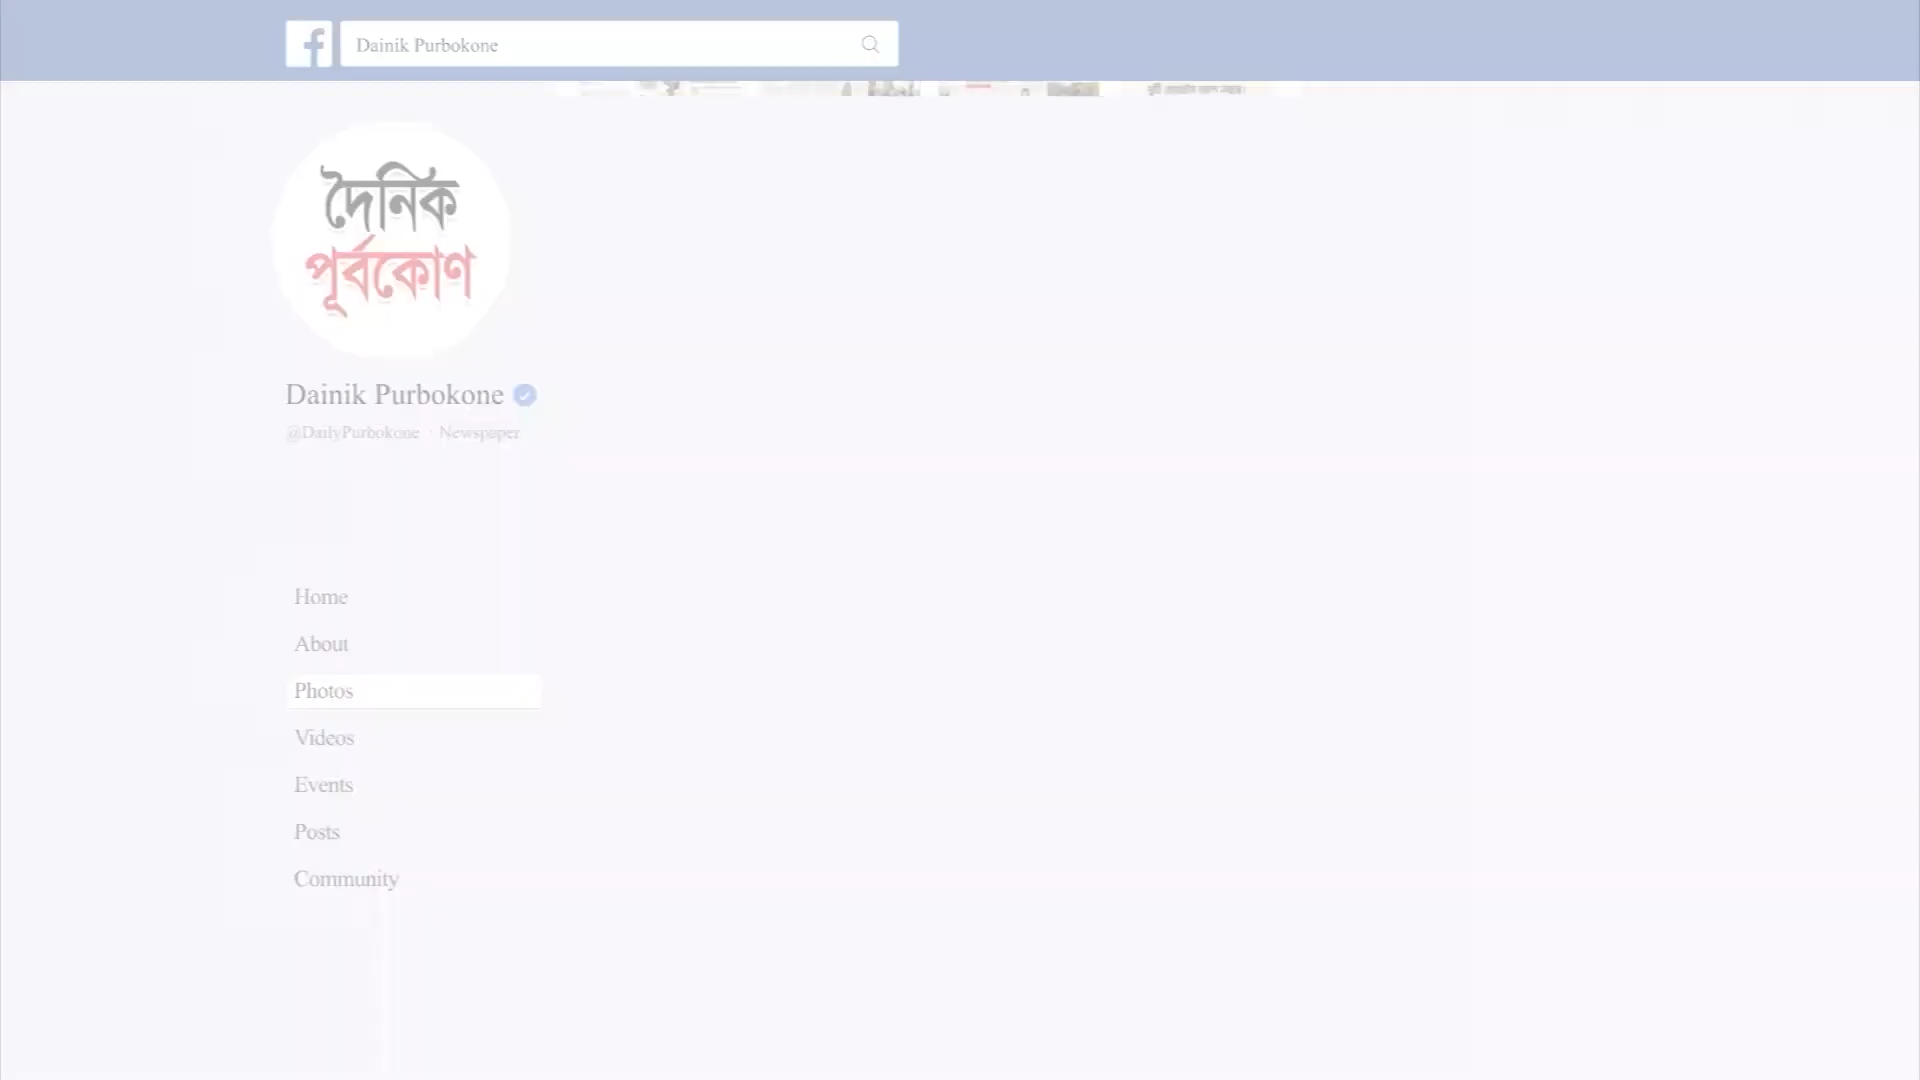 Dainik Purbokone
দৈনিক
পূর্বকোণ
Dainik Purbokone
@DailyPurbokone · Newspaper
Home
About
Photos
Videos
Events
Posts
Community